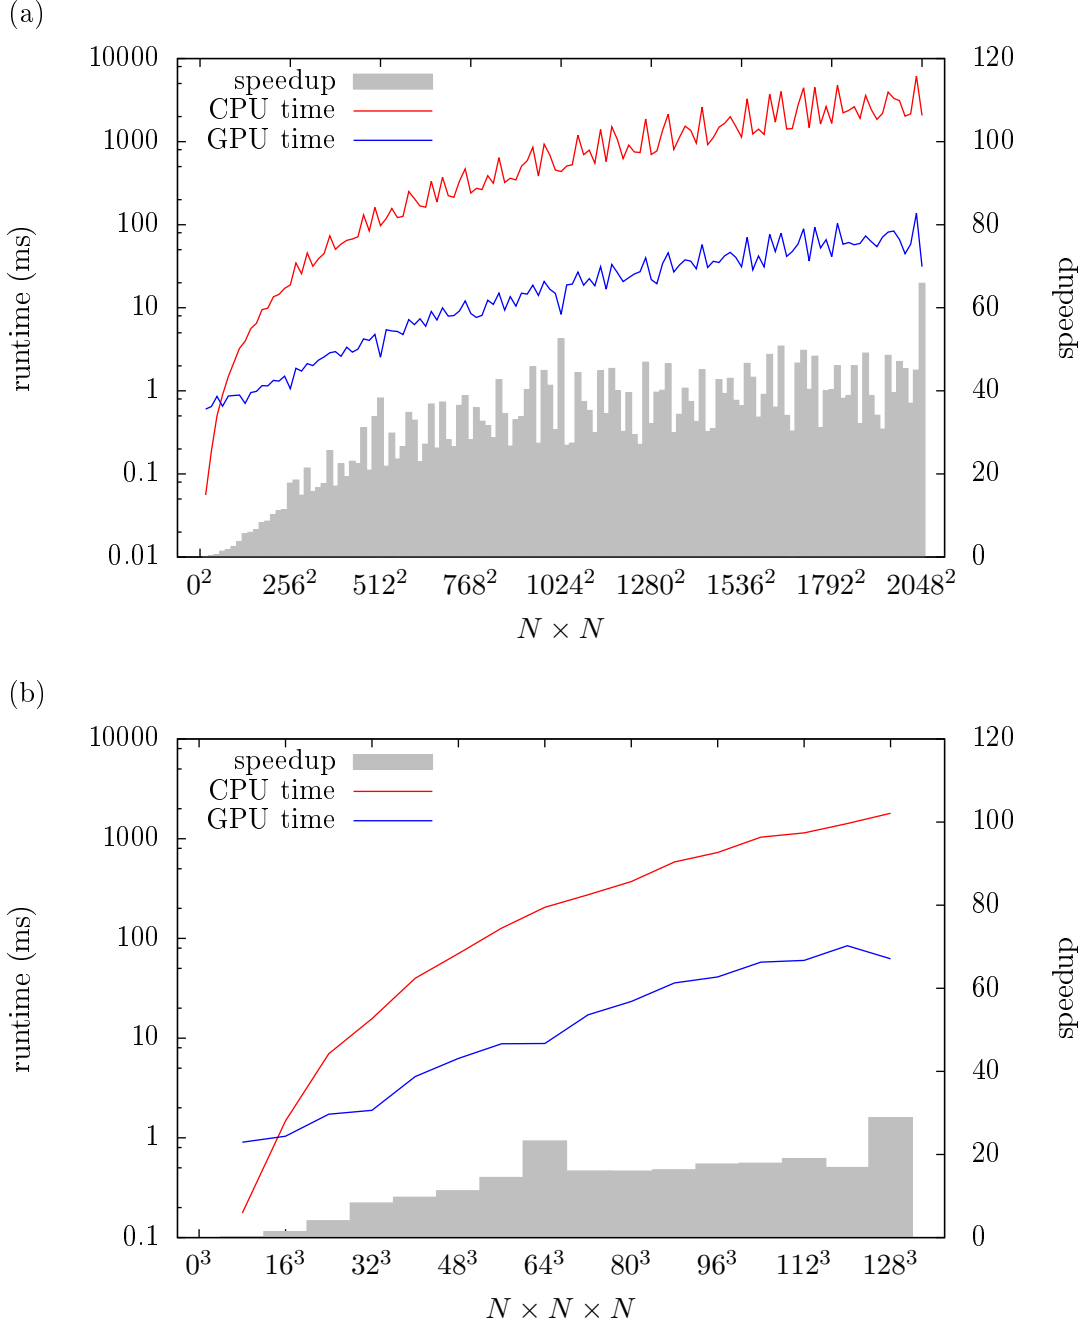 (a)
10000
1000
100
10
1
0.1
0.01
runtime (ms)
speedup
CPU time
GPU time
120
100
80
60
40
20
0
speedup
0² 256² 512² 768² 1024² 1280² 1536² 1792² 2048²
N × N
(b)
10000
1000
100
10
1
0.1
runtime (ms)
speedup
CPU time
GPU time
120
100
80
60
40
20
0
speedup
0³ 16³ 32³ 48³ 64³ 80³ 96³ 112³ 128³
N × N × N